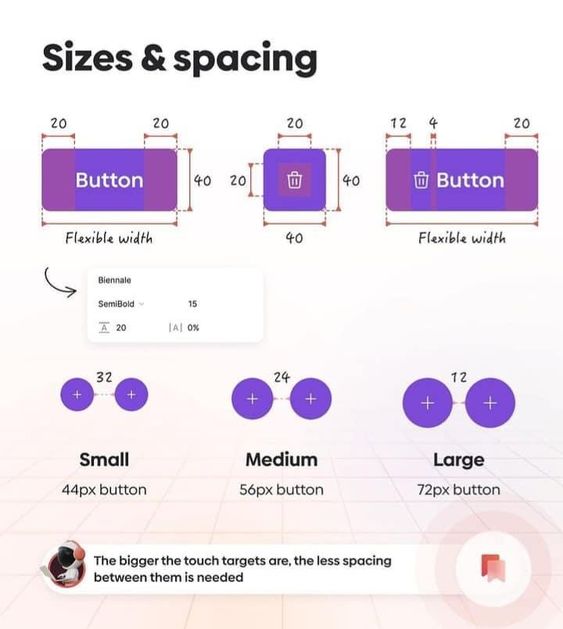 Sizes & spacing
20 20 20 12 4 20
Button 40 20 40 Button
Flexible width 40 Flexible width
Biennale
SemiBold 15
A 20 |A| 0%
32 24 12
Small Medium Large
44px button 56px button 72px button
The bigger the touch targets are, the less spacing
between them is needed